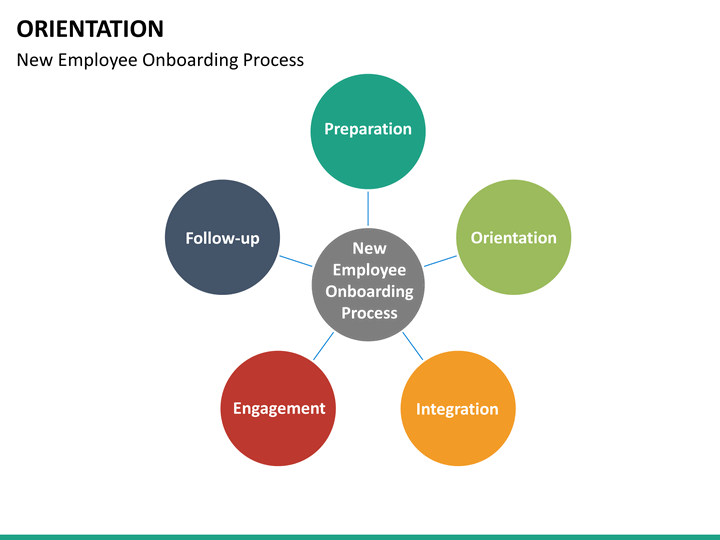 ORIENTATION
New Employee Onboarding Process
Preparation
Follow-up
Orientation
New
Employee
Onboarding
Process
Engagement
Integration